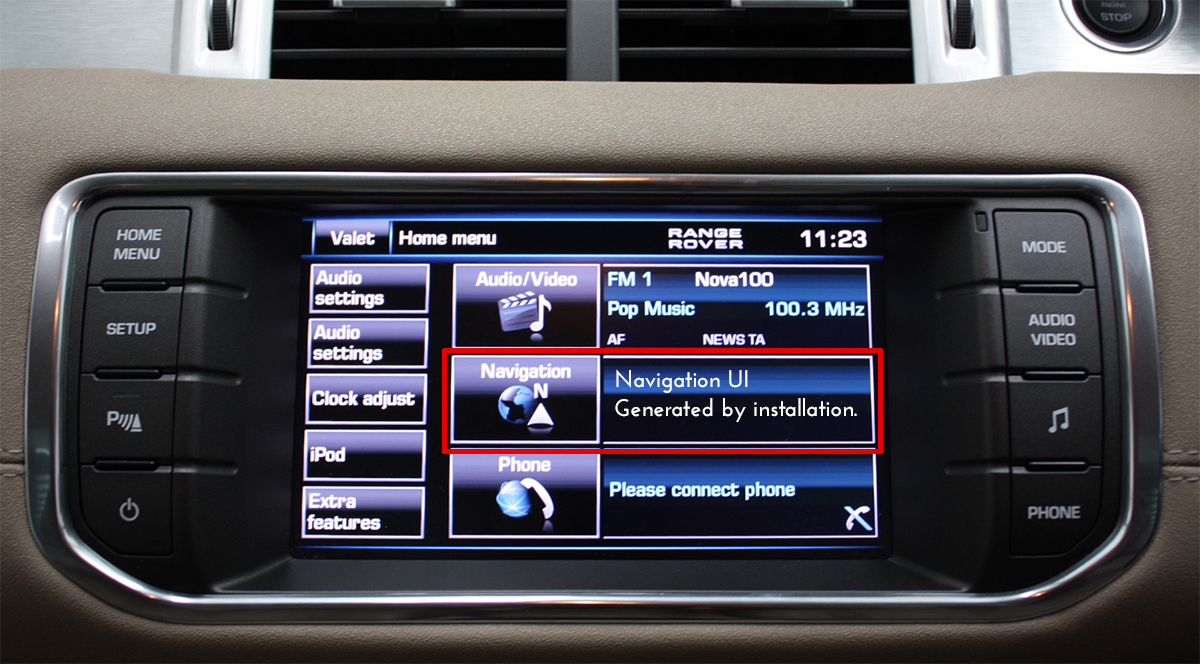 ENGINE
STOP
HOME
MENU
SETUP
P
Valet
Home menu
RANGE
ROVER
11:23
Audio
settings
Audio
settings
Clock adjust
iPod
Extra
features
Audio/Video
FM 1 Nova100
Pop Music 100.3 MHz
AF NEWS TA
Navigation
N
Navigation UI
Generated by installation.
Phone
Please connect phone
MODE
AUDIO
VIDEO
PHONE